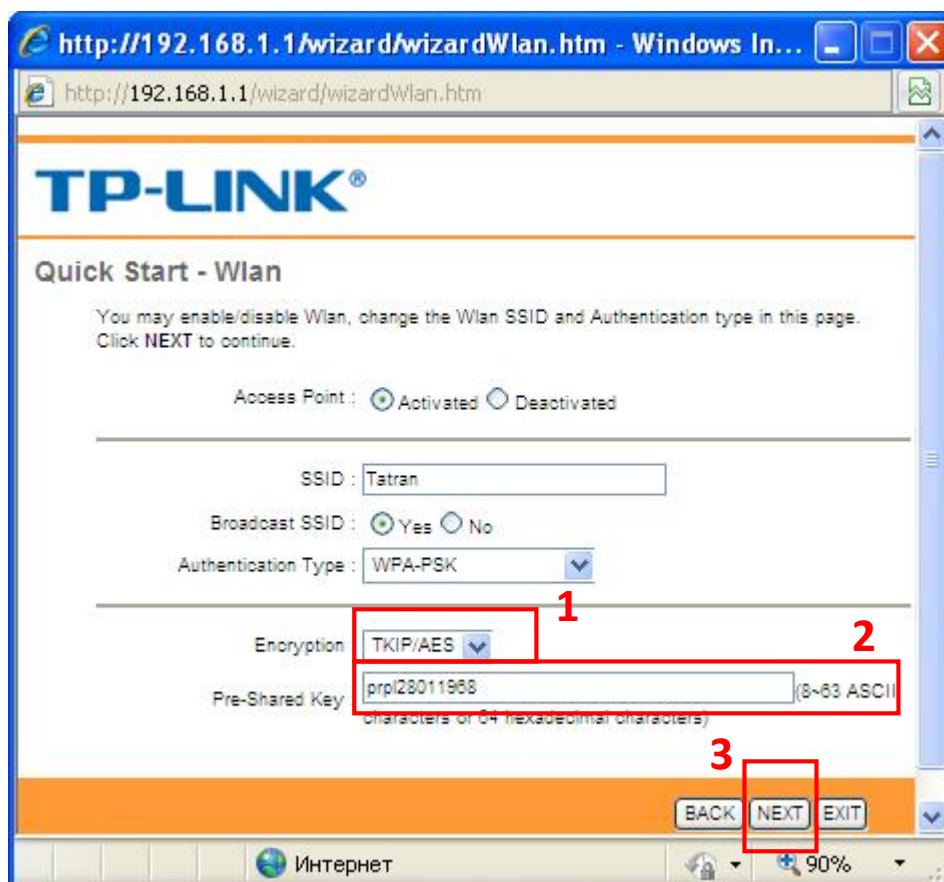 http://192.168.1.1/wizard/wizardWlan.htm - Windows In...
http://192.168.1.1/wizard/wizardWlan.htm
TP-LINK®
Quick Start - Wlan
You may enable/disable Wlan, change the Wlan SSID and Authentication type in this page.
Click NEXT to continue.
Access Point : Activated Deactivated
SSID : Tatran
Broadcast SSID : Yes No
Authentication Type : WPA-PSK
1
Encryption : TKIP/AES
2
Pre-Shared Key : prpl28011968 (8~63 ASCII
characters or 64 hexadecimal characters)
3
BACK NEXT EXIT
Интернет 90%